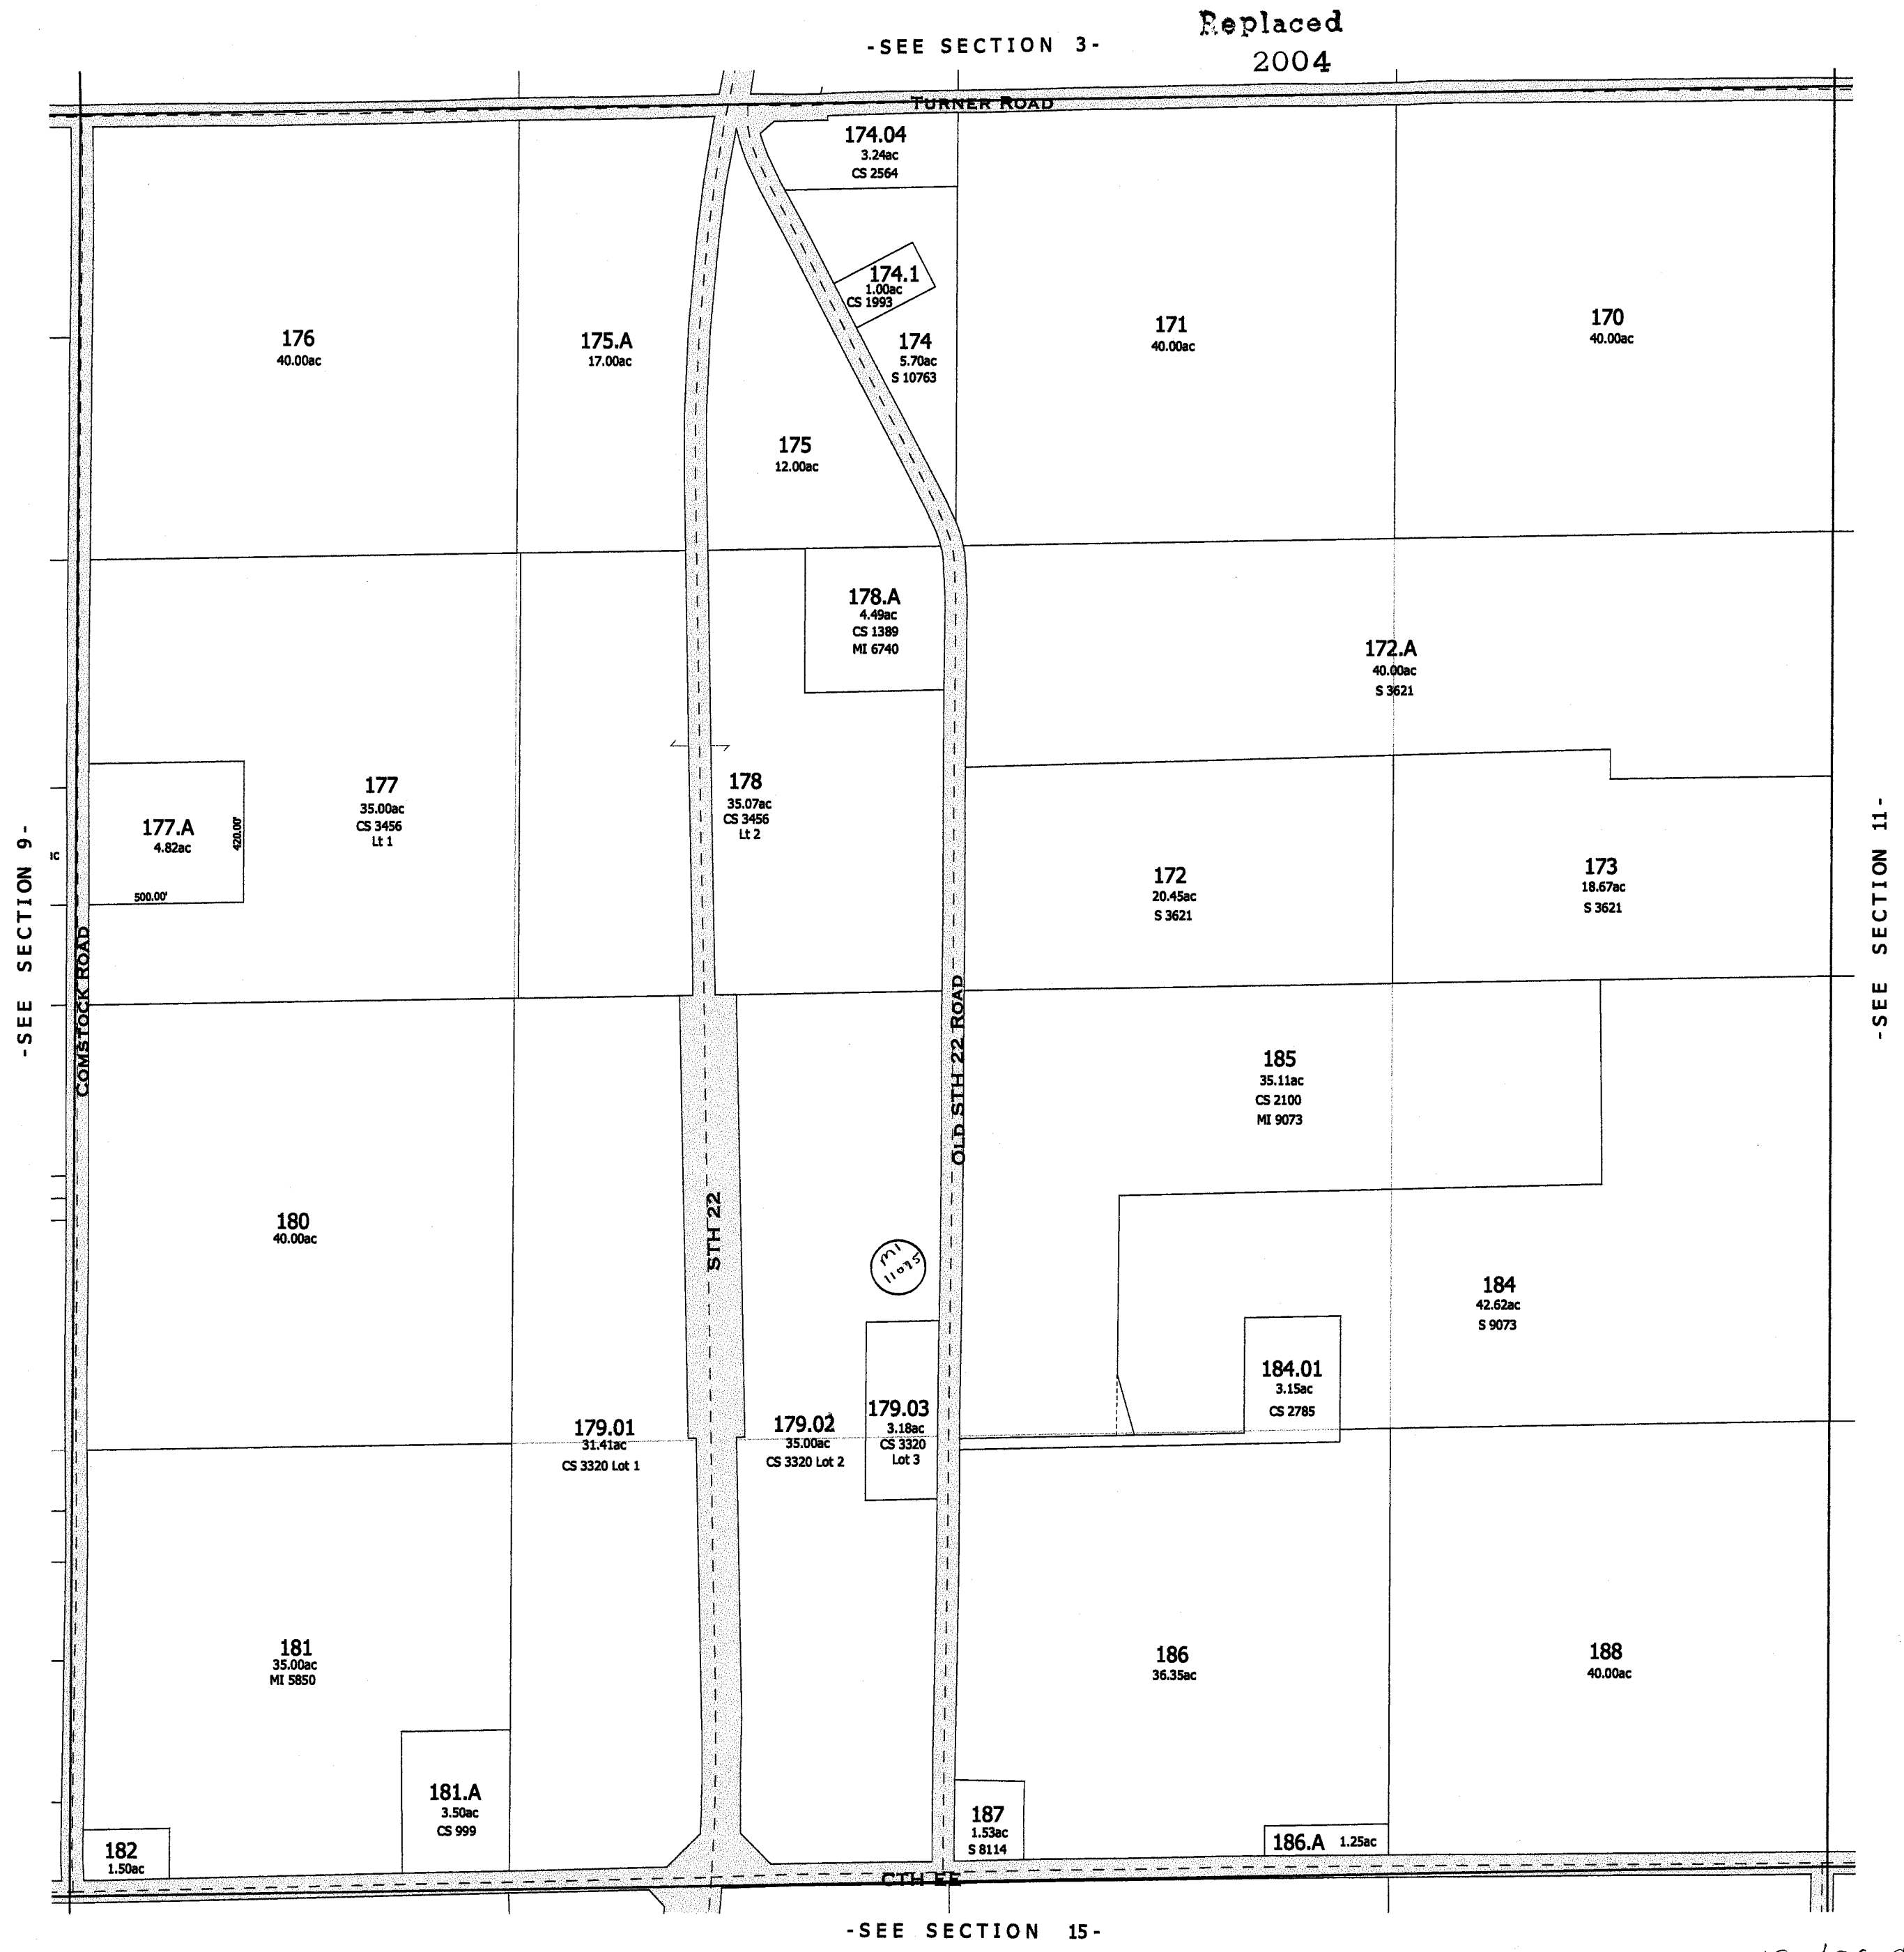 Replaced
-SEE SECTION 3-
2004
TURNER ROAD
174.04
3.24ac
CS 2564
174.1
1.00ac
CS 1993
176
40.00ac
175.A
17.00ac
174
5.70ac
S 10763
171
40.00ac
170
40.00ac
175
12.00ac
178.A
4.49ac
CS 1389
MI 6740
172.A
40.00ac
S 3621
177.A
4.82ac
420.00'
500.00'
177
35.00ac
CS 3456
Lt 1
178
35.07ac
CS 3456
Lt 2
172
20.45ac
S 3621
173
18.67ac
S 3621
-SEE SECTION 9-
ac
COMSTOCK ROAD
OLD STH 22 ROAD
-SEE SECTION 11-
185
35.11ac
CS 2100
MI 9073
180
40.00ac
STH 22
MI
11075
184
42.62ac
S 9073
184.01
3.15ac
CS 2785
179.01
31.41ac
CS 3320 Lot 1
179.02
35.00ac
CS 3320 Lot 2
179.03
3.18ac
CS 3320
Lot 3
181
35.00ac
MI 5850
186
36.35ac
188
40.00ac
181.A
3.50ac
CS 999
182
1.50ac
187
1.53ac
S 8114
186.A 1.25ac
CTH EE
-SEE SECTION 15-